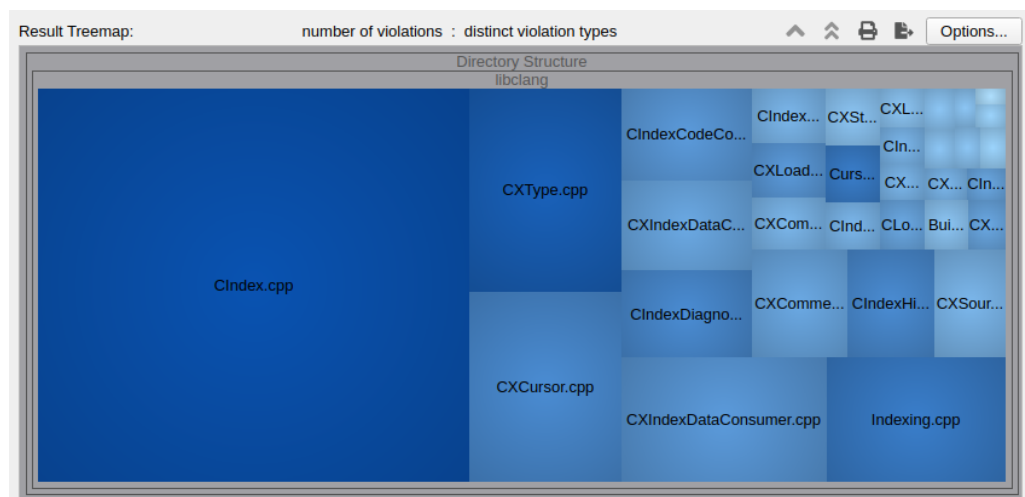 Result Treemap: number of violations : distinct violation types Options...
Directory Structure
libclang
CIndex.cpp
CXType.cpp
CXCursor.cpp
CIndexCodeCo...
CXIndexDataC...
CIndexDiagno...
CXIndexDataConsumer.cpp
Indexing.cpp
CIndex...
CXSt...
CXL...
CIn...
CXLoad...
Curs...
CX...
CX...
CIn...
CXCom...
CInd...
CLo...
Bui...
CX...
CXComme...
CIndexHi...
CXSour...